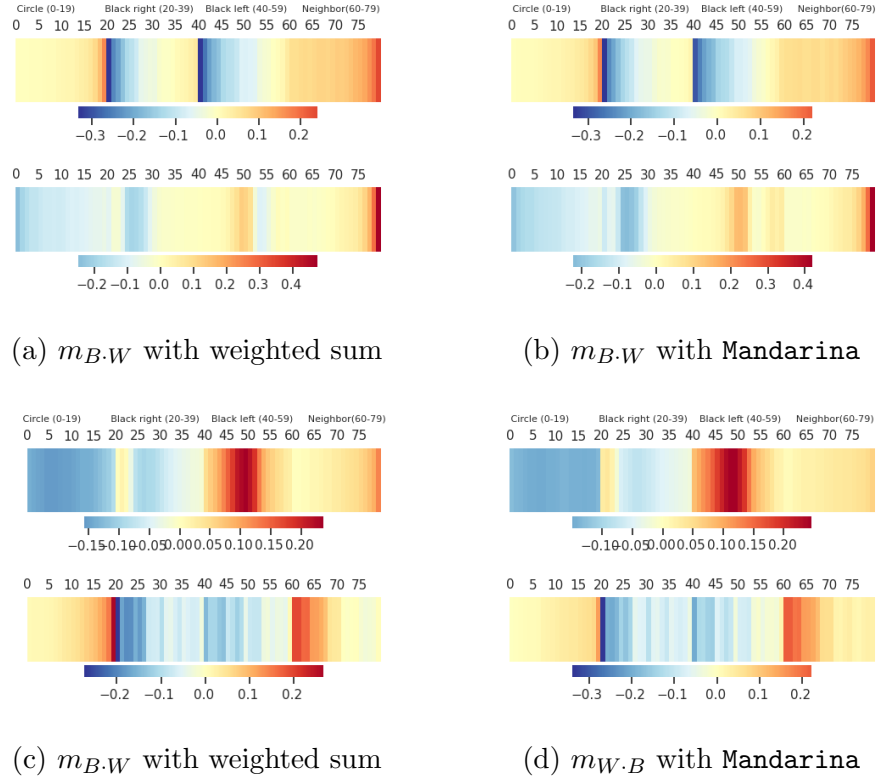 Circle (0-19) Black right (20-39) Black left (40-59) Neighbor(60-79)
0 5 10 15 20 25 30 35 40 45 50 55 60 65 70 75
−0.3 −0.2 −0.1 0.0 0.1 0.2
0 5 10 15 20 25 30 35 40 45 50 55 60 65 70 75
−0.2 −0.1 0.0 0.1 0.2 0.3 0.4
(a) m_{B·W} with weighted sum
Circle (0-19) Black right (20-39) Black left (40-59) Neighbor(60-79)
0 5 10 15 20 25 30 35 40 45 50 55 60 65 70 75
−0.3 −0.2 −0.1 0.0 0.1 0.2
0 5 10 15 20 25 30 35 40 45 50 55 60 65 70 75
−0.2 −0.1 0.0 0.1 0.2 0.3 0.4
(b) m_{B·W} with Mandarina
Circle (0-19) Black right (20-39) Black left (40-59) Neighbor(60-79)
0 5 10 15 20 25 30 35 40 45 50 55 60 65 70 75
−0.15 −0.10 −0.05 0.00 0.05 0.10 0.15 0.20
0 5 10 15 20 25 30 35 40 45 50 55 60 65 70 75
−0.2 −0.1 0.0 0.1 0.2
(c) m_{B·W} with weighted sum
Circle (0-19) Black right (20-39) Black left (40-59) Neighbor(60-79)
0 5 10 15 20 25 30 35 40 45 50 55 60 65 70 75
−0.10 −0.05 0.00 0.05 0.10 0.15 0.20
0 5 10 15 20 25 30 35 40 45 50 55 60 65 70 75
−0.3 −0.2 −0.1 0.0 0.1 0.2
(d) m_{W·B} with Mandarina